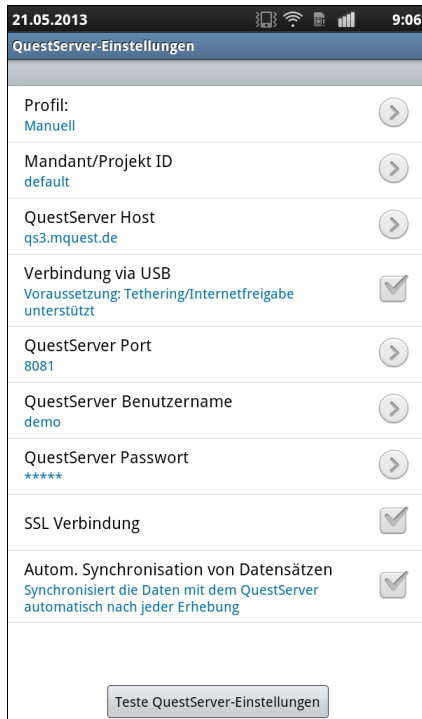 21.05.2013 9:06
QuestServer-Einstellungen
Profil:
Manuell
Mandant/Projekt ID
default
QuestServer Host
qs3.mquest.de
Verbindung via USB
Voraussetzung: Tethering/Internetfreigabe
unterstützt
QuestServer Port
8081
QuestServer Benutzername
demo
QuestServer Passwort
*****
SSL Verbindung
Autom. Synchronisation von Datensätzen
Synchronisiert die Daten mit dem QuestServer
automatisch nach jeder Erhebung
Teste QuestServer-Einstellungen